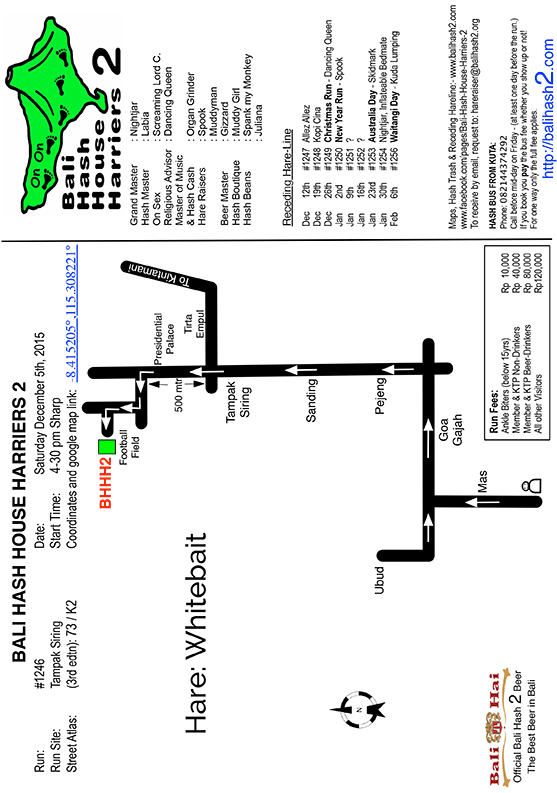 BALI HASH HOUSE HARRIERS 2
Run: #1246
Run Site: Tampak Siring
Street Atlas: (3rd edtn): 73 / K2
Date: Saturday December 5th, 2015
Start Time: 4-30 pm Sharp
Coordinates and google map link: -8.415205°,115.308221°
Hare: Whitebait
BHHH2
Football
Field
To Kintamani
Presidential
Palace
Tirta
Empul
500 mtr
Tampak
Siring
Sanding
Pejeng
Goa
Gajah
Ubud
Mas
N
Bali Hai
Official Bali Hash 2 Beer
The Best Beer in Bali
Run Fees:
Ankle Biters (below 15yrs) Rp 10,000
Member & KTP Non-Drinkers Rp 40,000
Member & KTP Beer-Drinkers Rp 80,000
All other Visitors Rp120,000
On On
Bali
Hash
House
Harriers 2
Grand Master : Nightjar
Hash Master : Labia
On Sex : Screaming Lord C.
Religious Advisor : Dancing Queen
Master of Music
& Hash Cash : Organ Grinder
Hare Raisers : Spook
: Muddyman
Beer Master : Gizzard
Hash Boutique : Muddy Girl
Hash Beans : Spank my Monkey
: Juliana
Receding Hare-Line
Dec 12th #1247 Allez Allez
Dec 19th #1248 Kopi Cina
Dec 26th #1249 Christmas Run - Dancing Queen
Jan 2nd #1250 New Year Run - Spook
Jan 9th #1251 ?
Jan 16th #1252 ?
Jan 23rd #1253 Australia Day - Skidmark
Jan 30th #1254 Nightjar, Inflateable Bedmate
Feb 6th #1255 Waitangi Day - Kuda Lumping
Maps, Hash Trash & Receding Hareline:- www.balihash2.com
www.facebook.com/pages/Bali-Hash-House-Harriers-2
To receive by email, request to: hareraiser@balihash2.org
HASH BUS FROM KUTA:
Phone: 082144374292
Call before mid-day on Friday - (at least one day before the run.)
If you book you pay the bus fee whether you show up or not!
For one way only the full fee applies.
http://balihash2.com